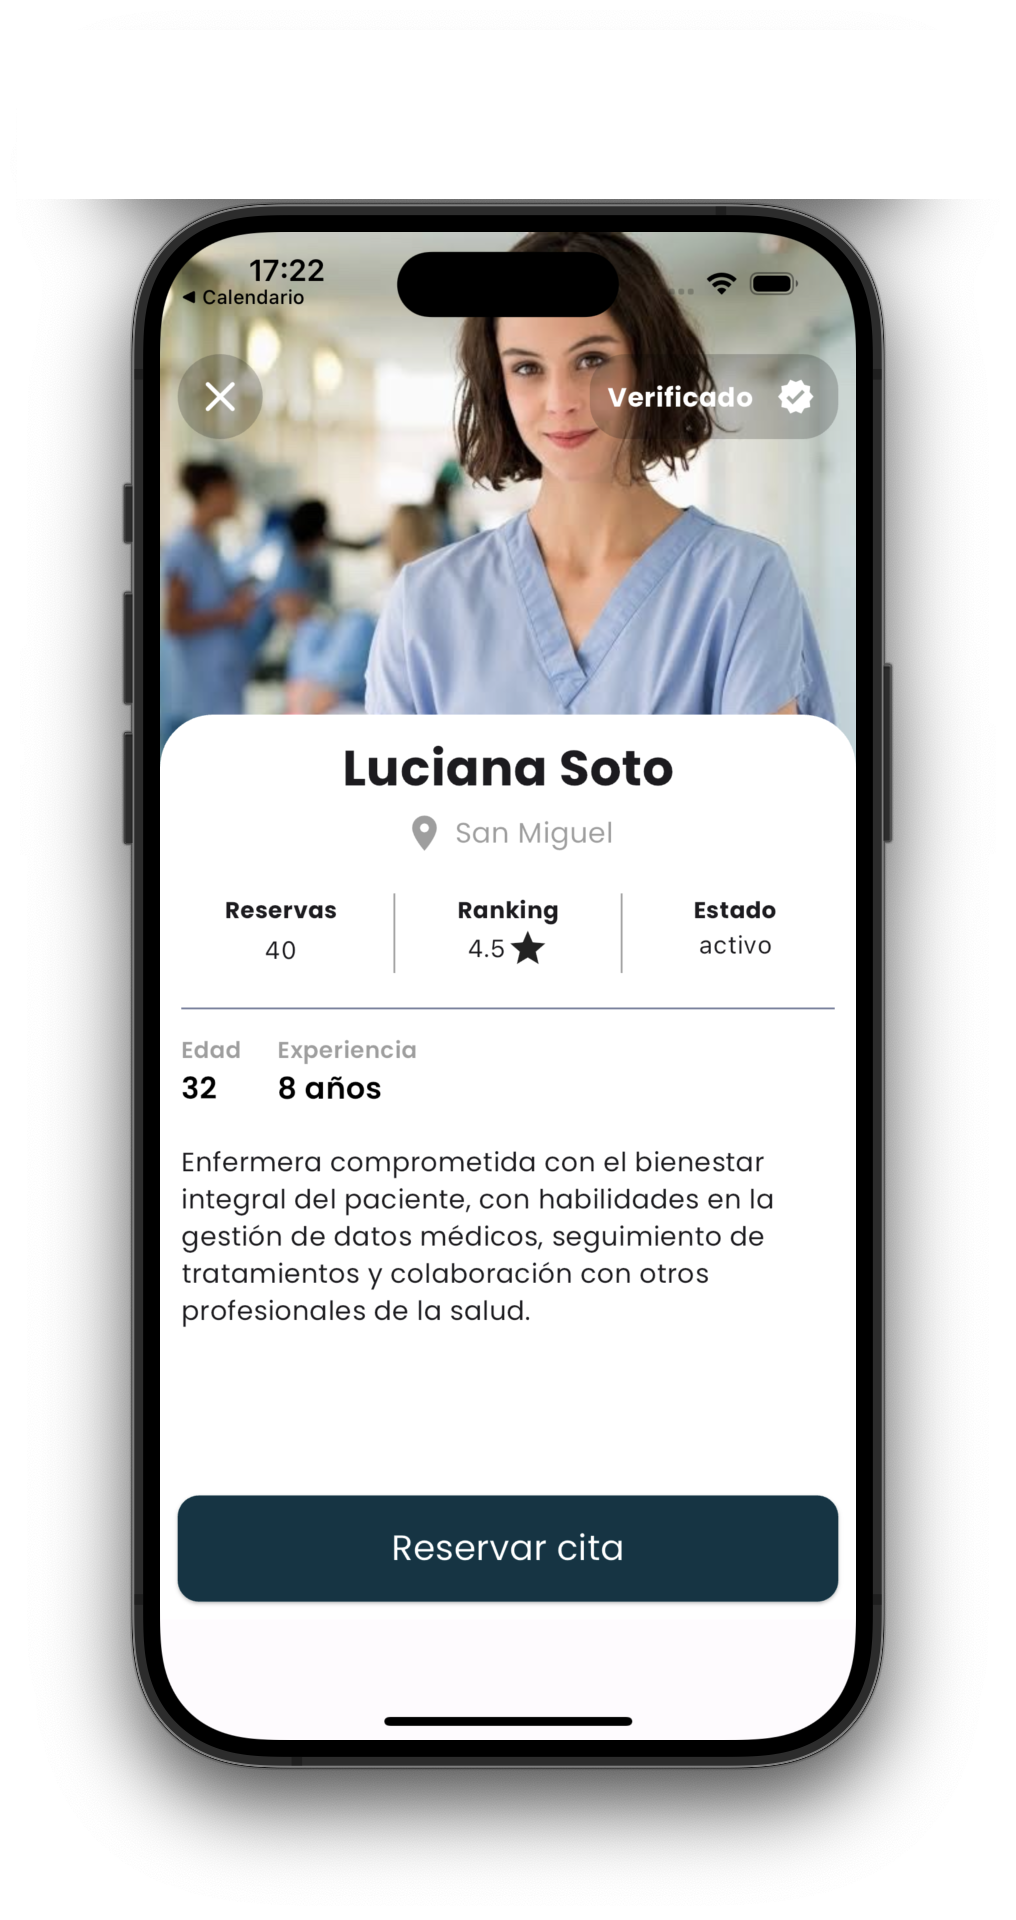 17:22
◀ Calendario
Verificado
Luciana Soto
San Miguel
Reservas
40
Ranking
4.5 ★
Estado
activo
Edad
32
Experiencia
8 años
Enfermera comprometida con el bienestar
integral del paciente, con habilidades en la
gestión de datos médicos, seguimiento de
tratamientos y colaboración con otros
profesionales de la salud.
Reservar cita